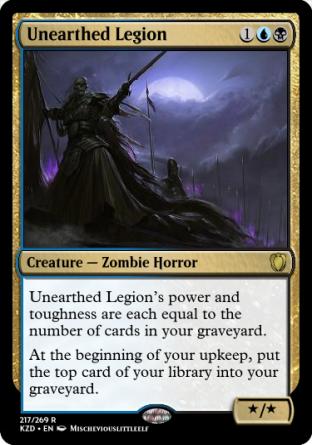 Unearthed Legion 1
Creature — Zombie Horror
Unearthed Legion's power and
toughness are each equal to the
number of cards in your graveyard.
At the beginning of your upkeep, put
the top card of your library into your
graveyard.
★/★
217/269 R
KZD • EN Mischeviouslittleelf